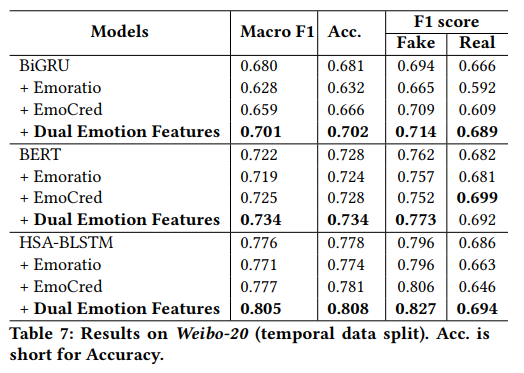 Models Macro F1 Acc. F1 score
Fake Real
BiGRU 0.680 0.681 0.694 0.666
+ Emoratio 0.628 0.632 0.665 0.592
+ EmoCred 0.659 0.666 0.709 0.609
+ Dual Emotion Features 0.701 0.702 0.714 0.689
BERT 0.722 0.728 0.762 0.682
+ Emoratio 0.719 0.724 0.757 0.681
+ EmoCred 0.725 0.728 0.752 0.699
+ Dual Emotion Features 0.734 0.734 0.773 0.692
HSA-BLSTM 0.776 0.778 0.796 0.686
+ Emoratio 0.771 0.774 0.796 0.663
+ EmoCred 0.777 0.781 0.806 0.646
+ Dual Emotion Features 0.805 0.808 0.827 0.694
Table 7: Results on Weibo-20 (temporal data split). Acc. is
short for Accuracy.